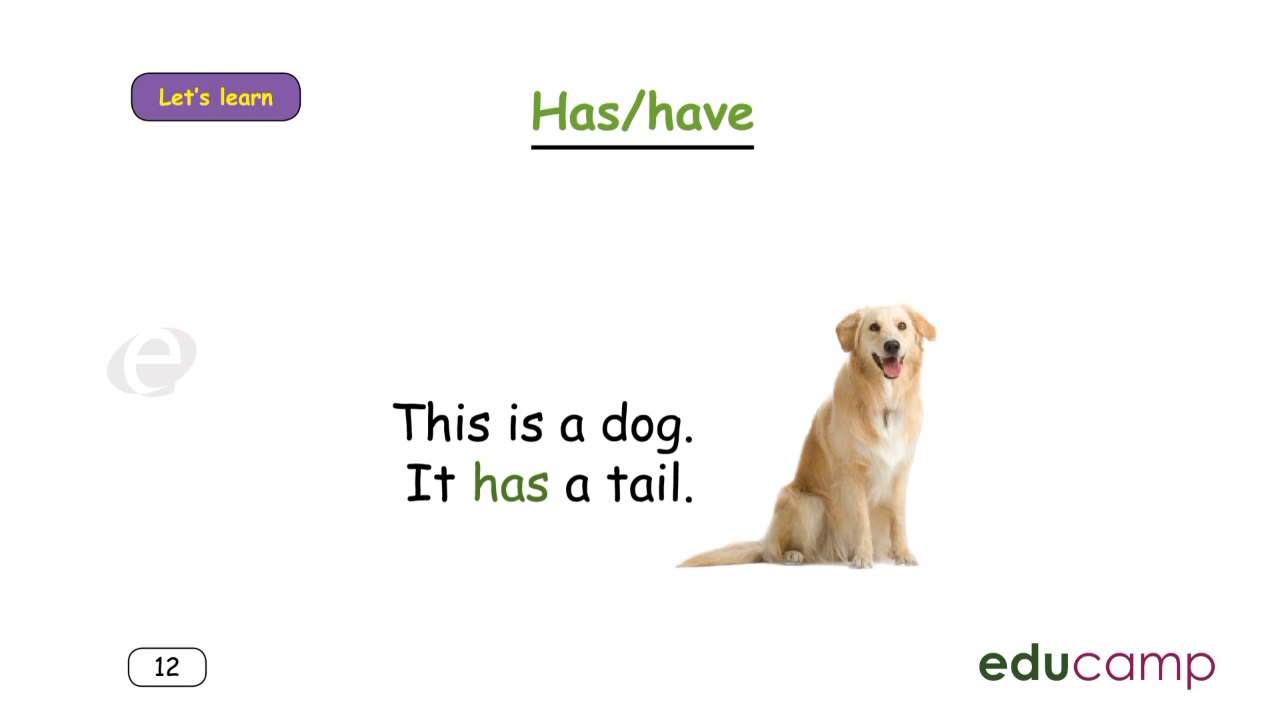 Let's learn
Has/have
e
This is a dog.
It has a tail.
12
educamp